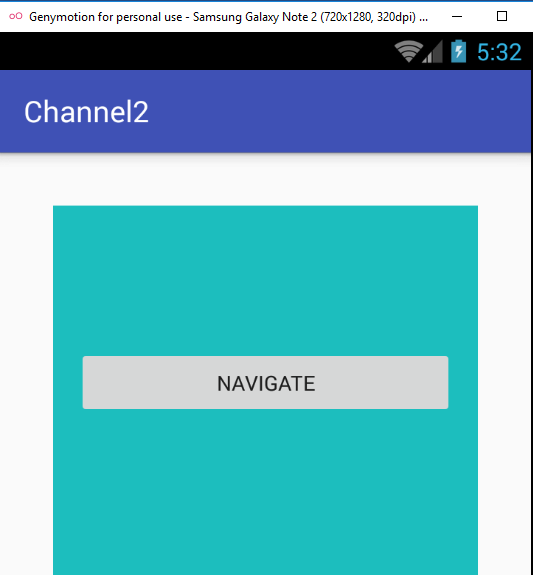 Genymotion for personal use - Samsung Galaxy Note 2 (720x1280, 320dpi) ...
5:32
Channel2
NAVIGATE